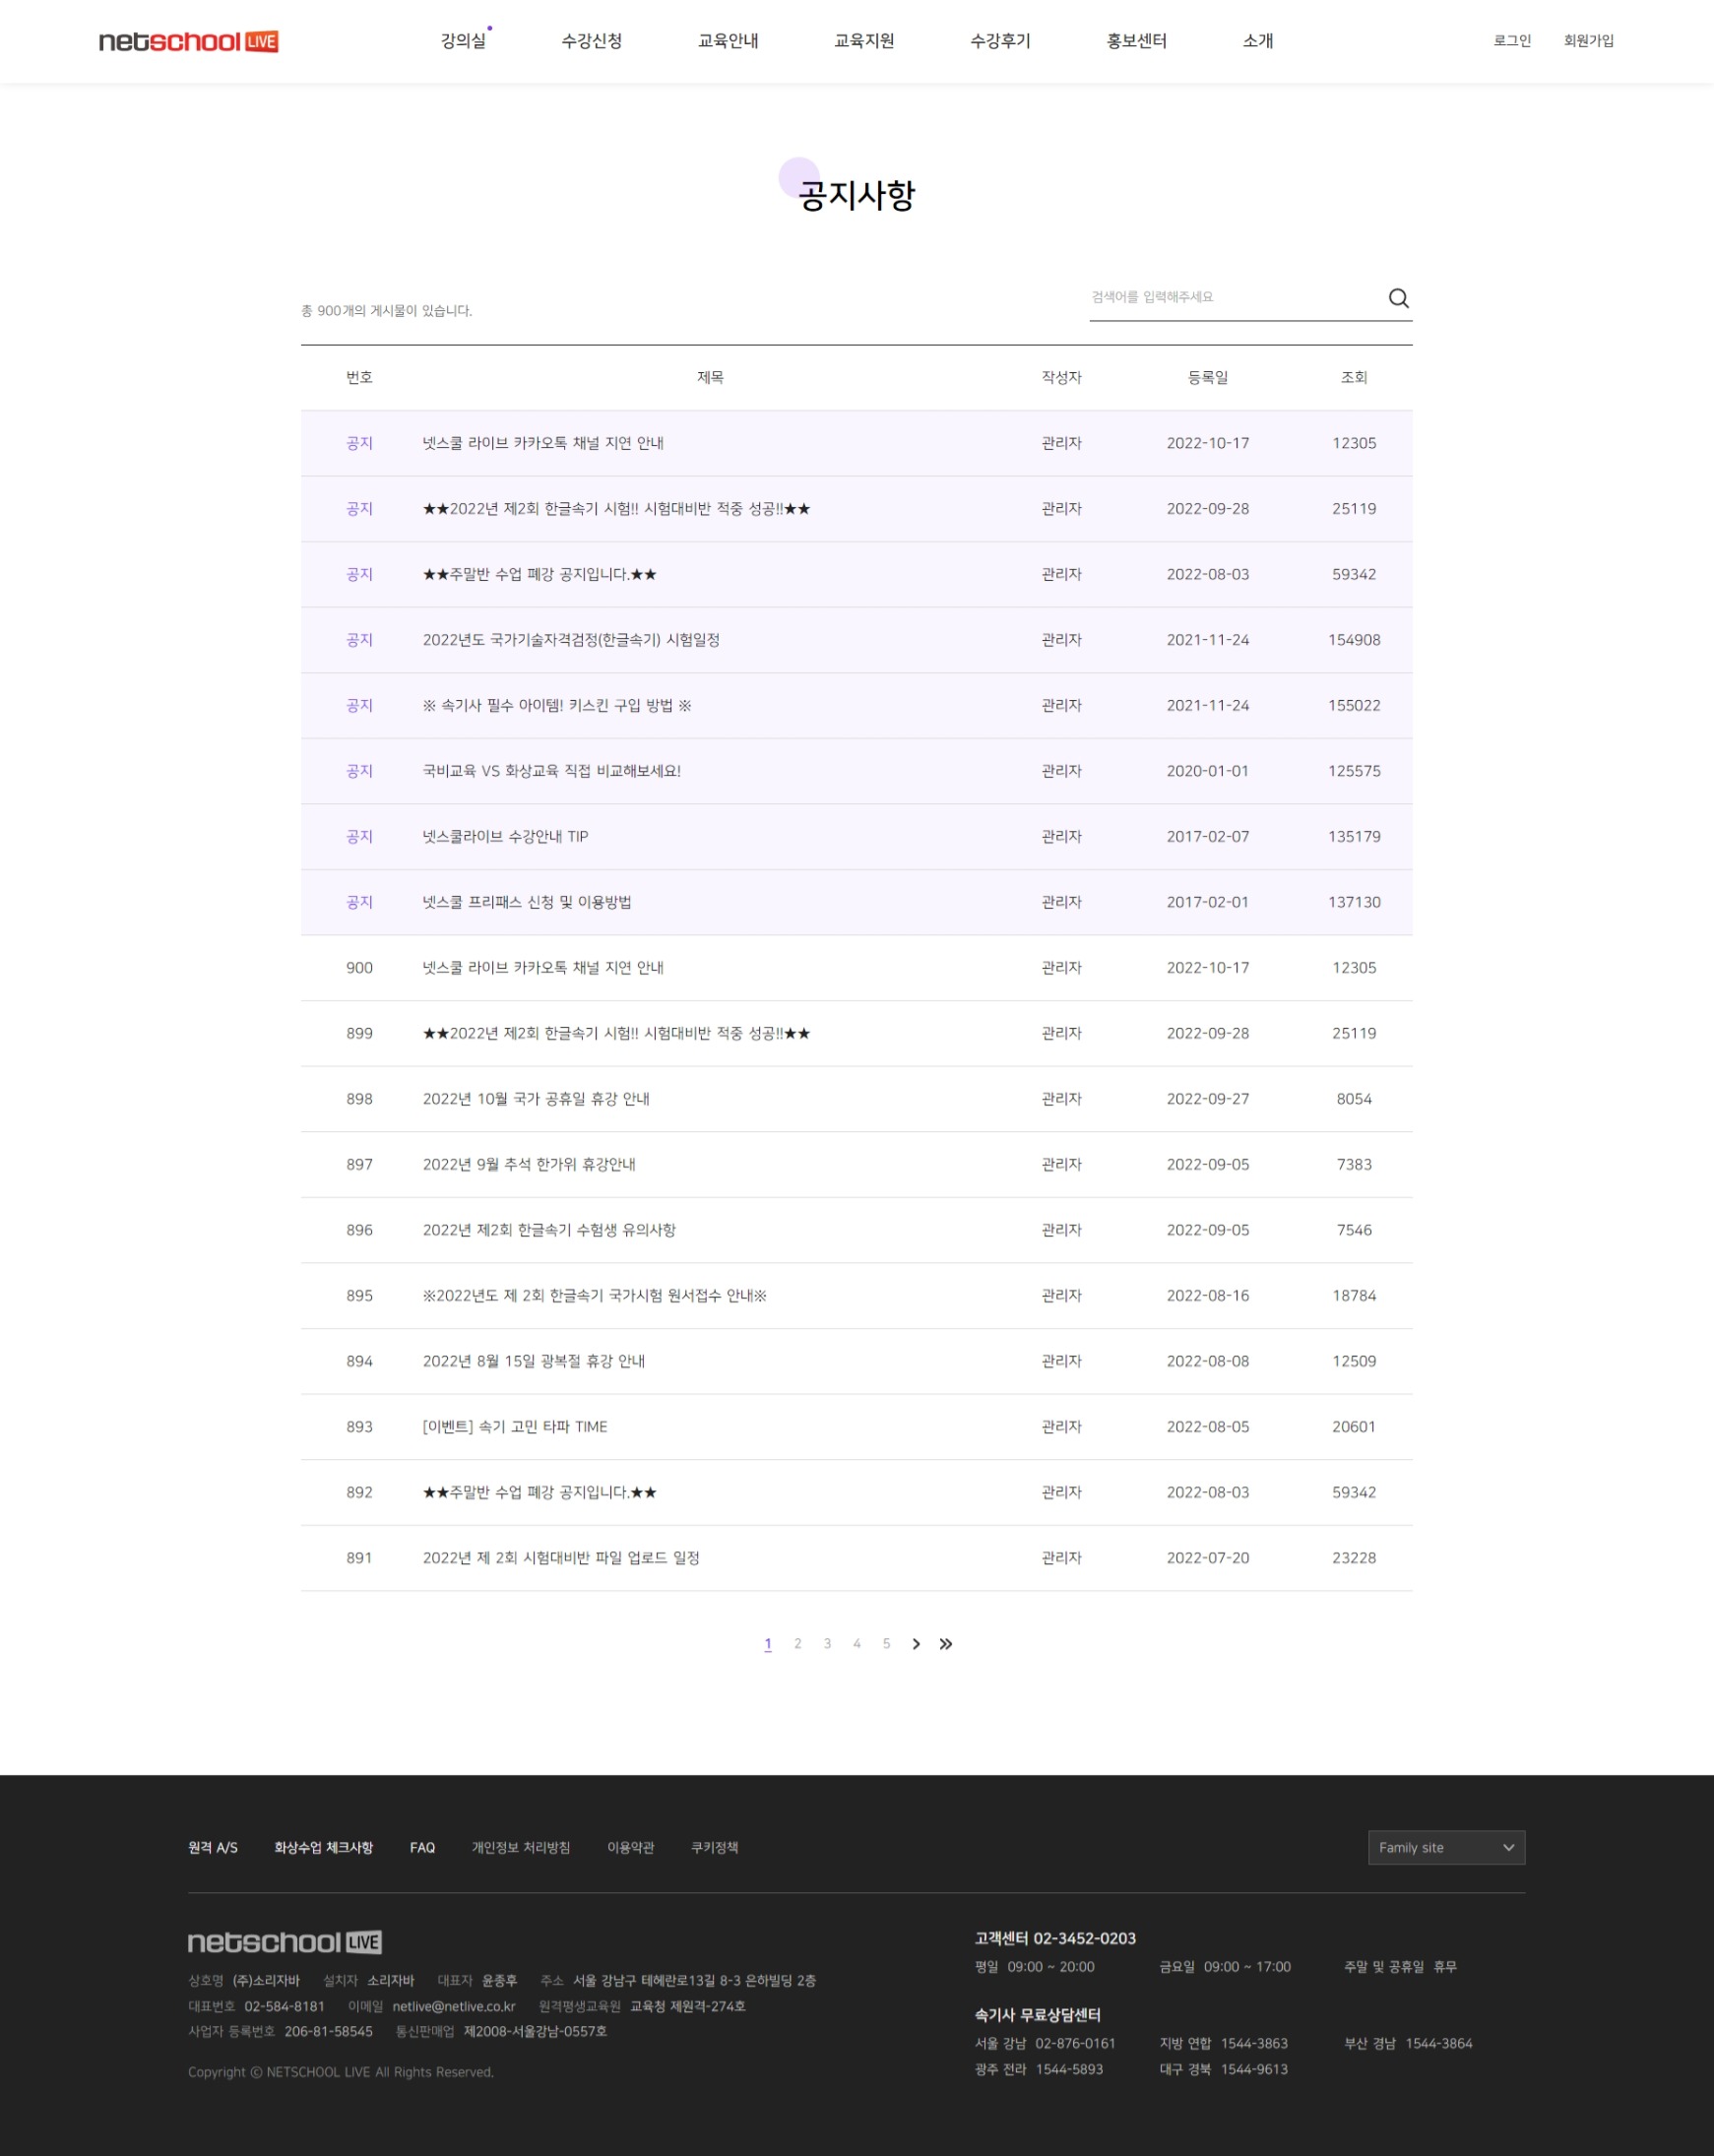 netschool LIVE 강의실 수강신청 교육안내 교육지원 수강후기 홍보센터 소개 로그인 회원가입
공지사항
총 900개의 게시물이 있습니다. 검색어를 입력해주세요
번호 제목 작성자 등록일 조회
공지 넷스쿨 라이브 카카오톡 채널 지연 안내 관리자 2022-10-17 12305
공지 ★★2022년 제2회 한글속기 시험!! 시험대비반 적중 성공!!★★ 관리자 2022-09-28 25119
공지 ★★주말반 수업 폐강 공지입니다.★★ 관리자 2022-08-03 59342
공지 2022년도 국가기술자격검정(한글속기) 시험일정 관리자 2021-11-24 154908
공지 ※ 속기사 필수 아이템! 키스킨 구입 방법 ※ 관리자 2021-11-24 155022
공지 국비교육 VS 화상교육 직접 비교해보세요! 관리자 2020-01-01 125575
공지 넷스쿨라이브 수강안내 TIP 관리자 2017-02-07 135179
공지 넷스쿨 프리패스 신청 및 이용방법 관리자 2017-02-01 137130
900 넷스쿨 라이브 카카오톡 채널 지연 안내 관리자 2022-10-17 12305
899 ★★2022년 제2회 한글속기 시험!! 시험대비반 적중 성공!!★★ 관리자 2022-09-28 25119
898 2022년 10월 국가 공휴일 휴강 안내 관리자 2022-09-27 8054
897 2022년 9월 추석 한가위 휴강안내 관리자 2022-09-05 7383
896 2022년 제2회 한글속기 수험생 유의사항 관리자 2022-09-05 7546
895 ※2022년도 제 2회 한글속기 국가시험 원서접수 안내※ 관리자 2022-08-16 18784
894 2022년 8월 15일 광복절 휴강 안내 관리자 2022-08-08 12509
893 [이벤트] 속기 고민 타파 TIME 관리자 2022-08-05 20601
892 ★★주말반 수업 폐강 공지입니다.★★ 관리자 2022-08-03 59342
891 2022년 제 2회 시험대비반 파일 업로드 일정 관리자 2022-07-20 23228
1 2 3 4 5
원격 A/S 화상수업 체크사항 FAQ 개인정보 처리방침 이용약관 쿠키정책 Family site
netschool LIVE
상호명 (주)소리자바 설치자 소리자바 대표자 윤종후 주소 서울 강남구 테헤란로13길 8-3 은하빌딩 2층
대표번호 02-584-8181 이메일 netlive@netlive.co.kr 원격평생교육원 교육청 제원격-274호
사업자 등록번호 206-81-58545 통신판매업 제2008-서울강남-0557호
Copyright ⓒ NETSCHOOL LIVE All Rights Reserved.
고객센터 02-3452-0203
평일 09:00 ~ 20:00 금요일 09:00 ~ 17:00 주말 및 공휴일 휴무
속기사 무료상담센터
서울 강남 02-876-0161 지방 연합 1544-3863 부산 경남 1544-3864
광주 전라 1544-5893 대구 경북 1544-9613